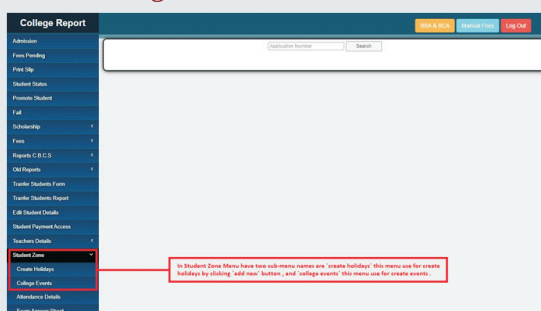 College Report
BBA & BCA
Manual Fees
Log Out
Admission
Application Number
Search
Fees Pending
Print Slip
Student Status
Promote Student
Fail
Scholarship
Fees
Reports C.B.C.S
Old Reports
Tranfer Students Form
Tranfer Students Report
Edit Student Details
Student Payment Access
Teachers Details
Student Zone
Create Holidays
College Events
Attendance Details
In Student Zone Manu have two sub-menu names are 'create holidays' this menu use for create
holidays by clicking 'add new' button , and 'college events' this menu use for create events .